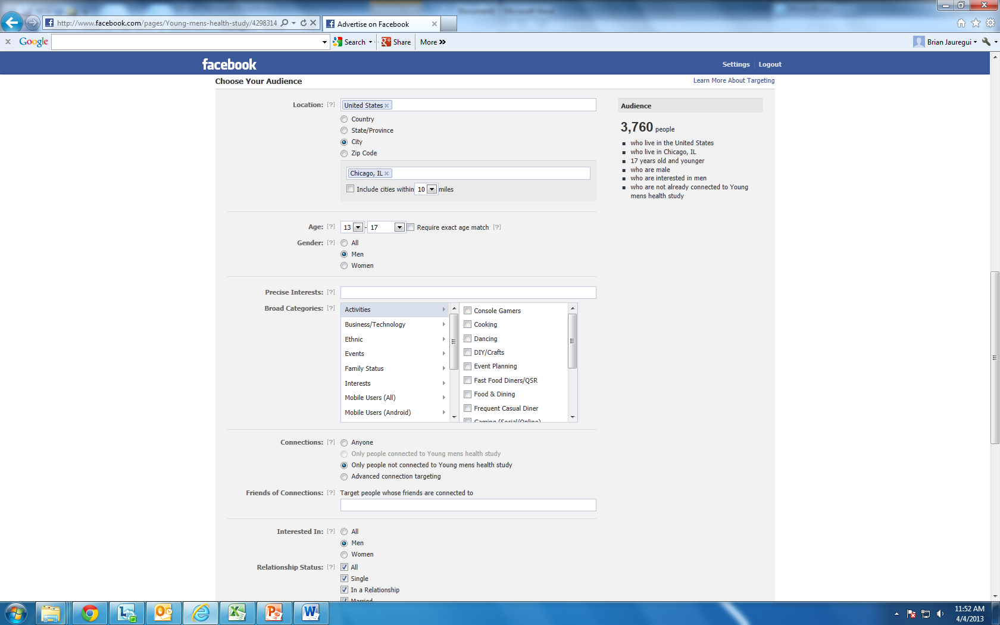 http://www.facebook.com/pages/Young-mens-health-study/4298314
Advertise on Facebook
Google
Search
Share
More »
Brian Jauregui
facebook
Settings
Logout
Choose Your Audience
Learn More About Targeting
Location: [?]
United States
Country
State/Province
City
Zip Code
Chicago, IL
Include cities within 10 miles
Audience
3,760 people
who live in the United States
who live in Chicago, IL
17 years old and younger
who are male
who are interested in men
who are not already connected to Young
mens health study
Age: [?] 13 - 17 Require exact age match [?]
Gender: [?] All
Men
Women
Precise Interests: [?]
Broad Categories: [?]
Activities
Business/Technology
Ethnic
Events
Family Status
Interests
Mobile Users (All)
Mobile Users (Android)
Console Gamers
Cooking
Dancing
DIY/Crafts
Event Planning
Fast Food Diners/QSR
Food & Dining
Frequent Casual Diner
Gaming (Social/Online)
Connections: [?] Anyone
Only people connected to Young mens health study
Only people not connected to Young mens health study
Advanced connection targeting
Friends of Connections: [?] Target people whose friends are connected to
Interested In: [?] All
Men
Women
Relationship Status: [?] All
Single
In a Relationship
Married
11:52 AM
4/4/2013